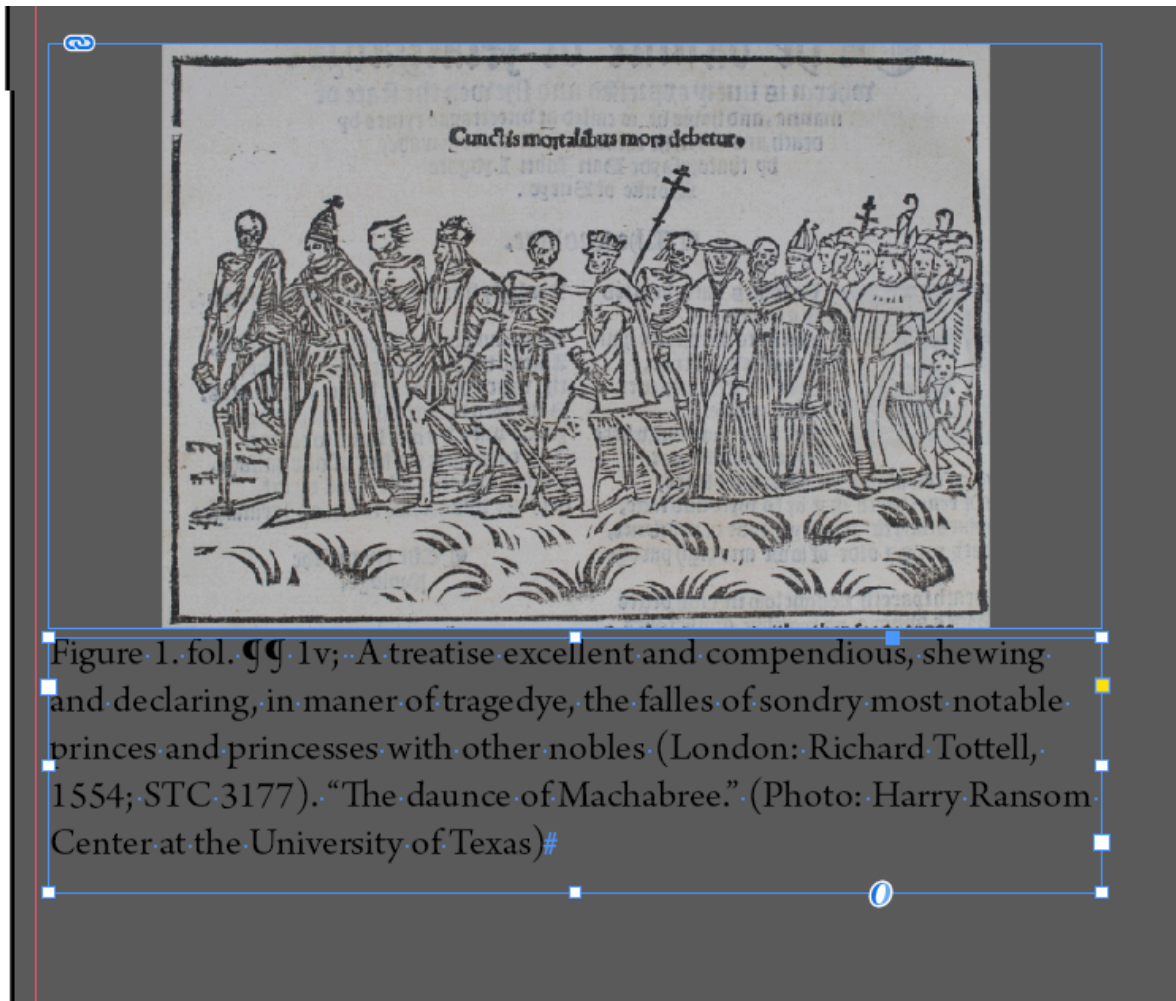 Cunctis mortalibus mors debetur.
Figure 1. fol. ¶¶ 1v; A treatise excellent and compendious, shewing
and declaring, in maner of tragedye, the falles of sondry most notable
princes and princesses with other nobles (London: Richard Tottell,
1554; STC 3177). “The daunce of Machabree.” (Photo: Harry Ransom
Center at the University of Texas)#